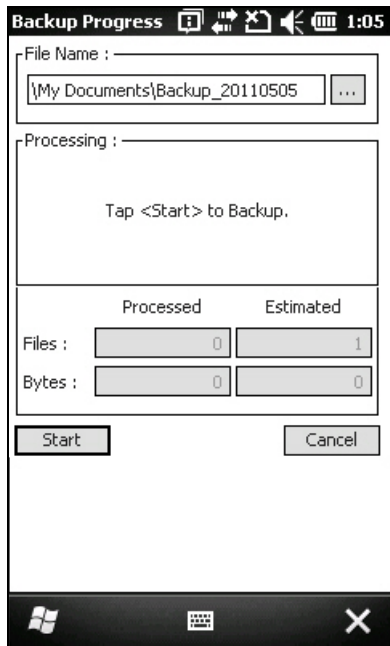 Backup Progress 1:05
File Name :
\My Documents\Backup_20110505 ...
Processing :
Tap <Start> to Backup.
Processed Estimated
Files : 0 1
Bytes : 0 0
Start Cancel